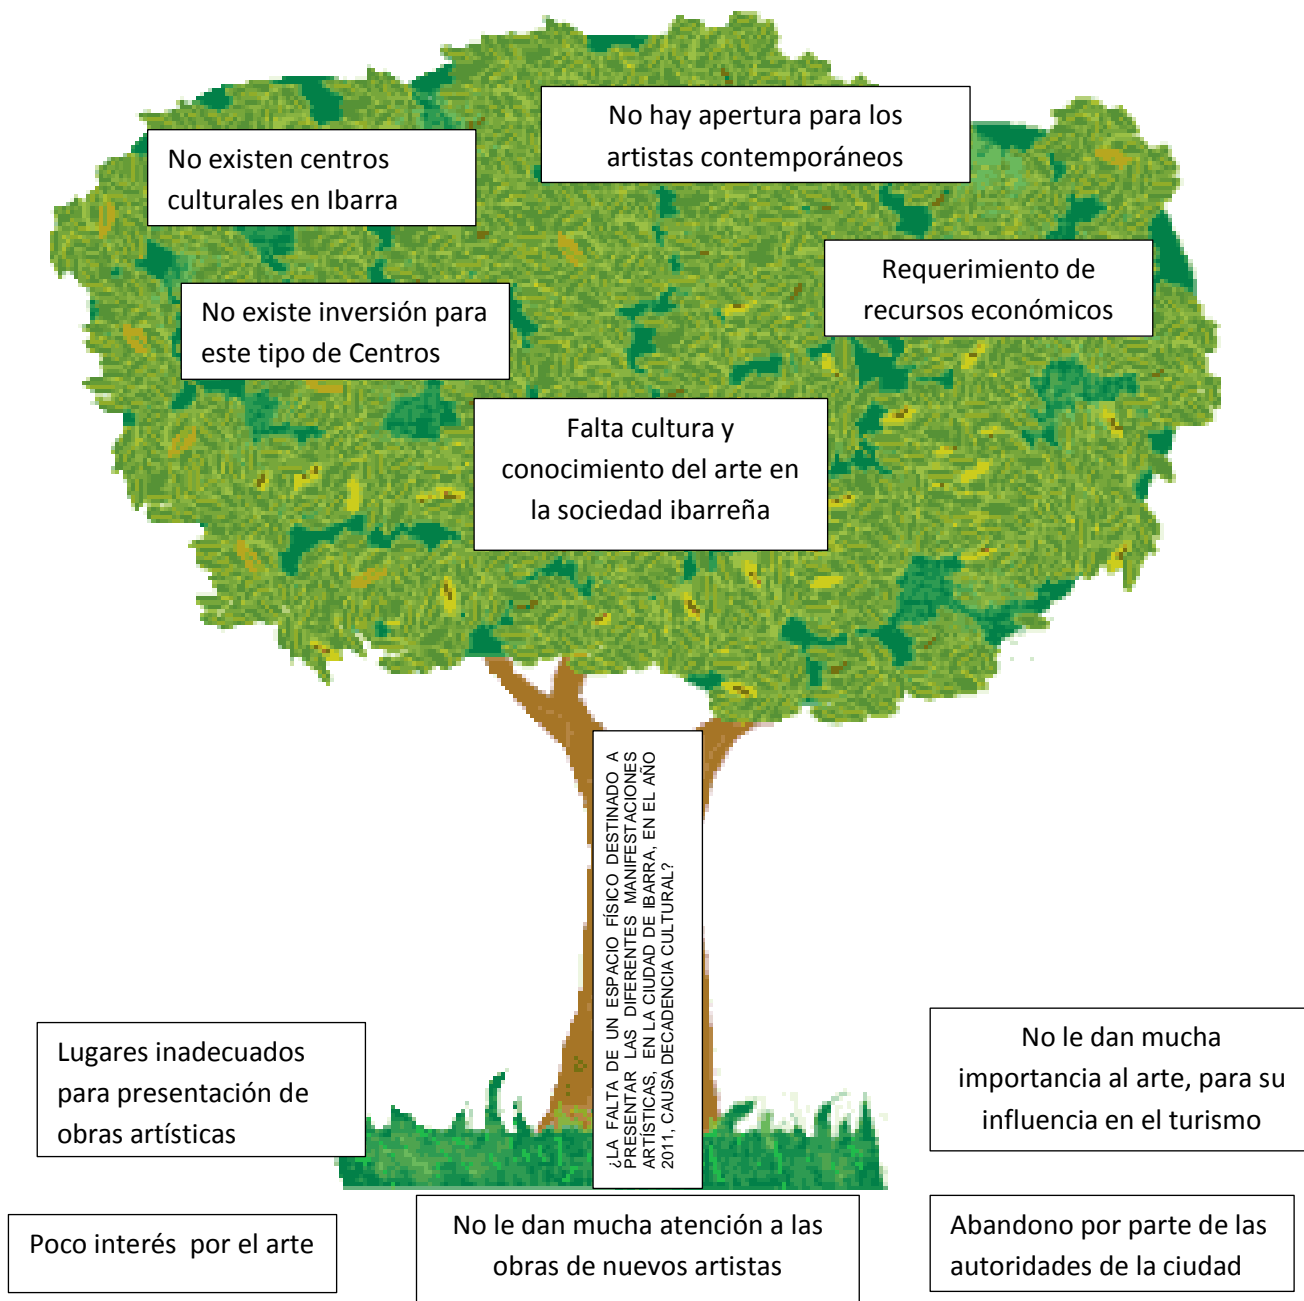 No hay apertura para los
artistas contemporáneos
No existen centros
culturales en Ibarra
Requerimiento de
recursos económicos
No existe inversión para
este tipo de Centros
Falta cultura y
conocimiento del arte en
la sociedad ibarreña
¿LA FALTA DE UN ESPACIO FÍSICO DESTINADO A
PRESENTAR LAS DIFERENTES MANIFESTACIONES
ARTÍSTICAS, EN LA CIUDAD DE IBARRA, EN EL AÑO
2011, CAUSA DECADENCIA CULTURAL?
Lugares inadecuados
para presentación de
obras artísticas
No le dan mucha
importancia al arte, para su
influencia en el turismo
Poco interés por el arte
No le dan mucha atención a las
obras de nuevos artistas
Abandono por parte de las
autoridades de la ciudad